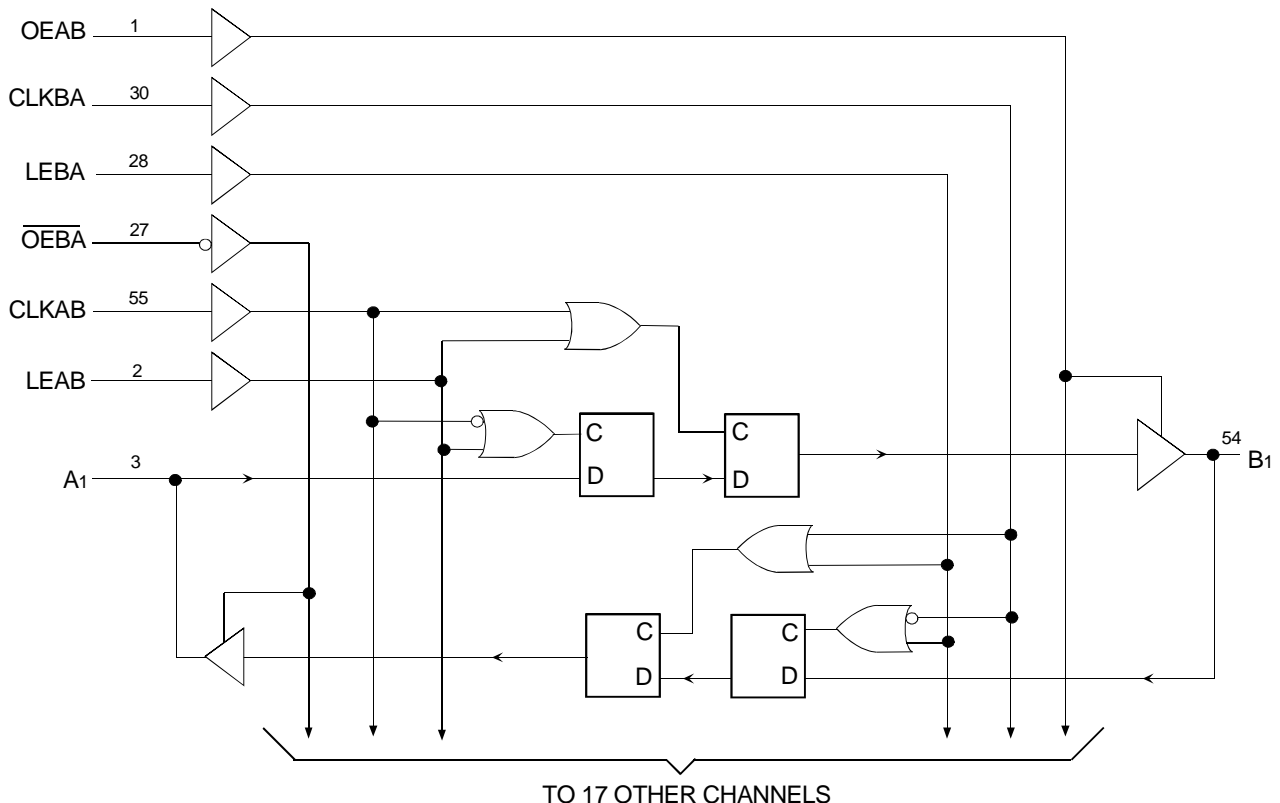 OEAB 1
CLKBA 30
LEBA 28
OEBA 27
CLKAB 55
LEAB 2
A1 3
C
D
C
D
54
B1
C
D
C
D
TO 17 OTHER CHANNELS